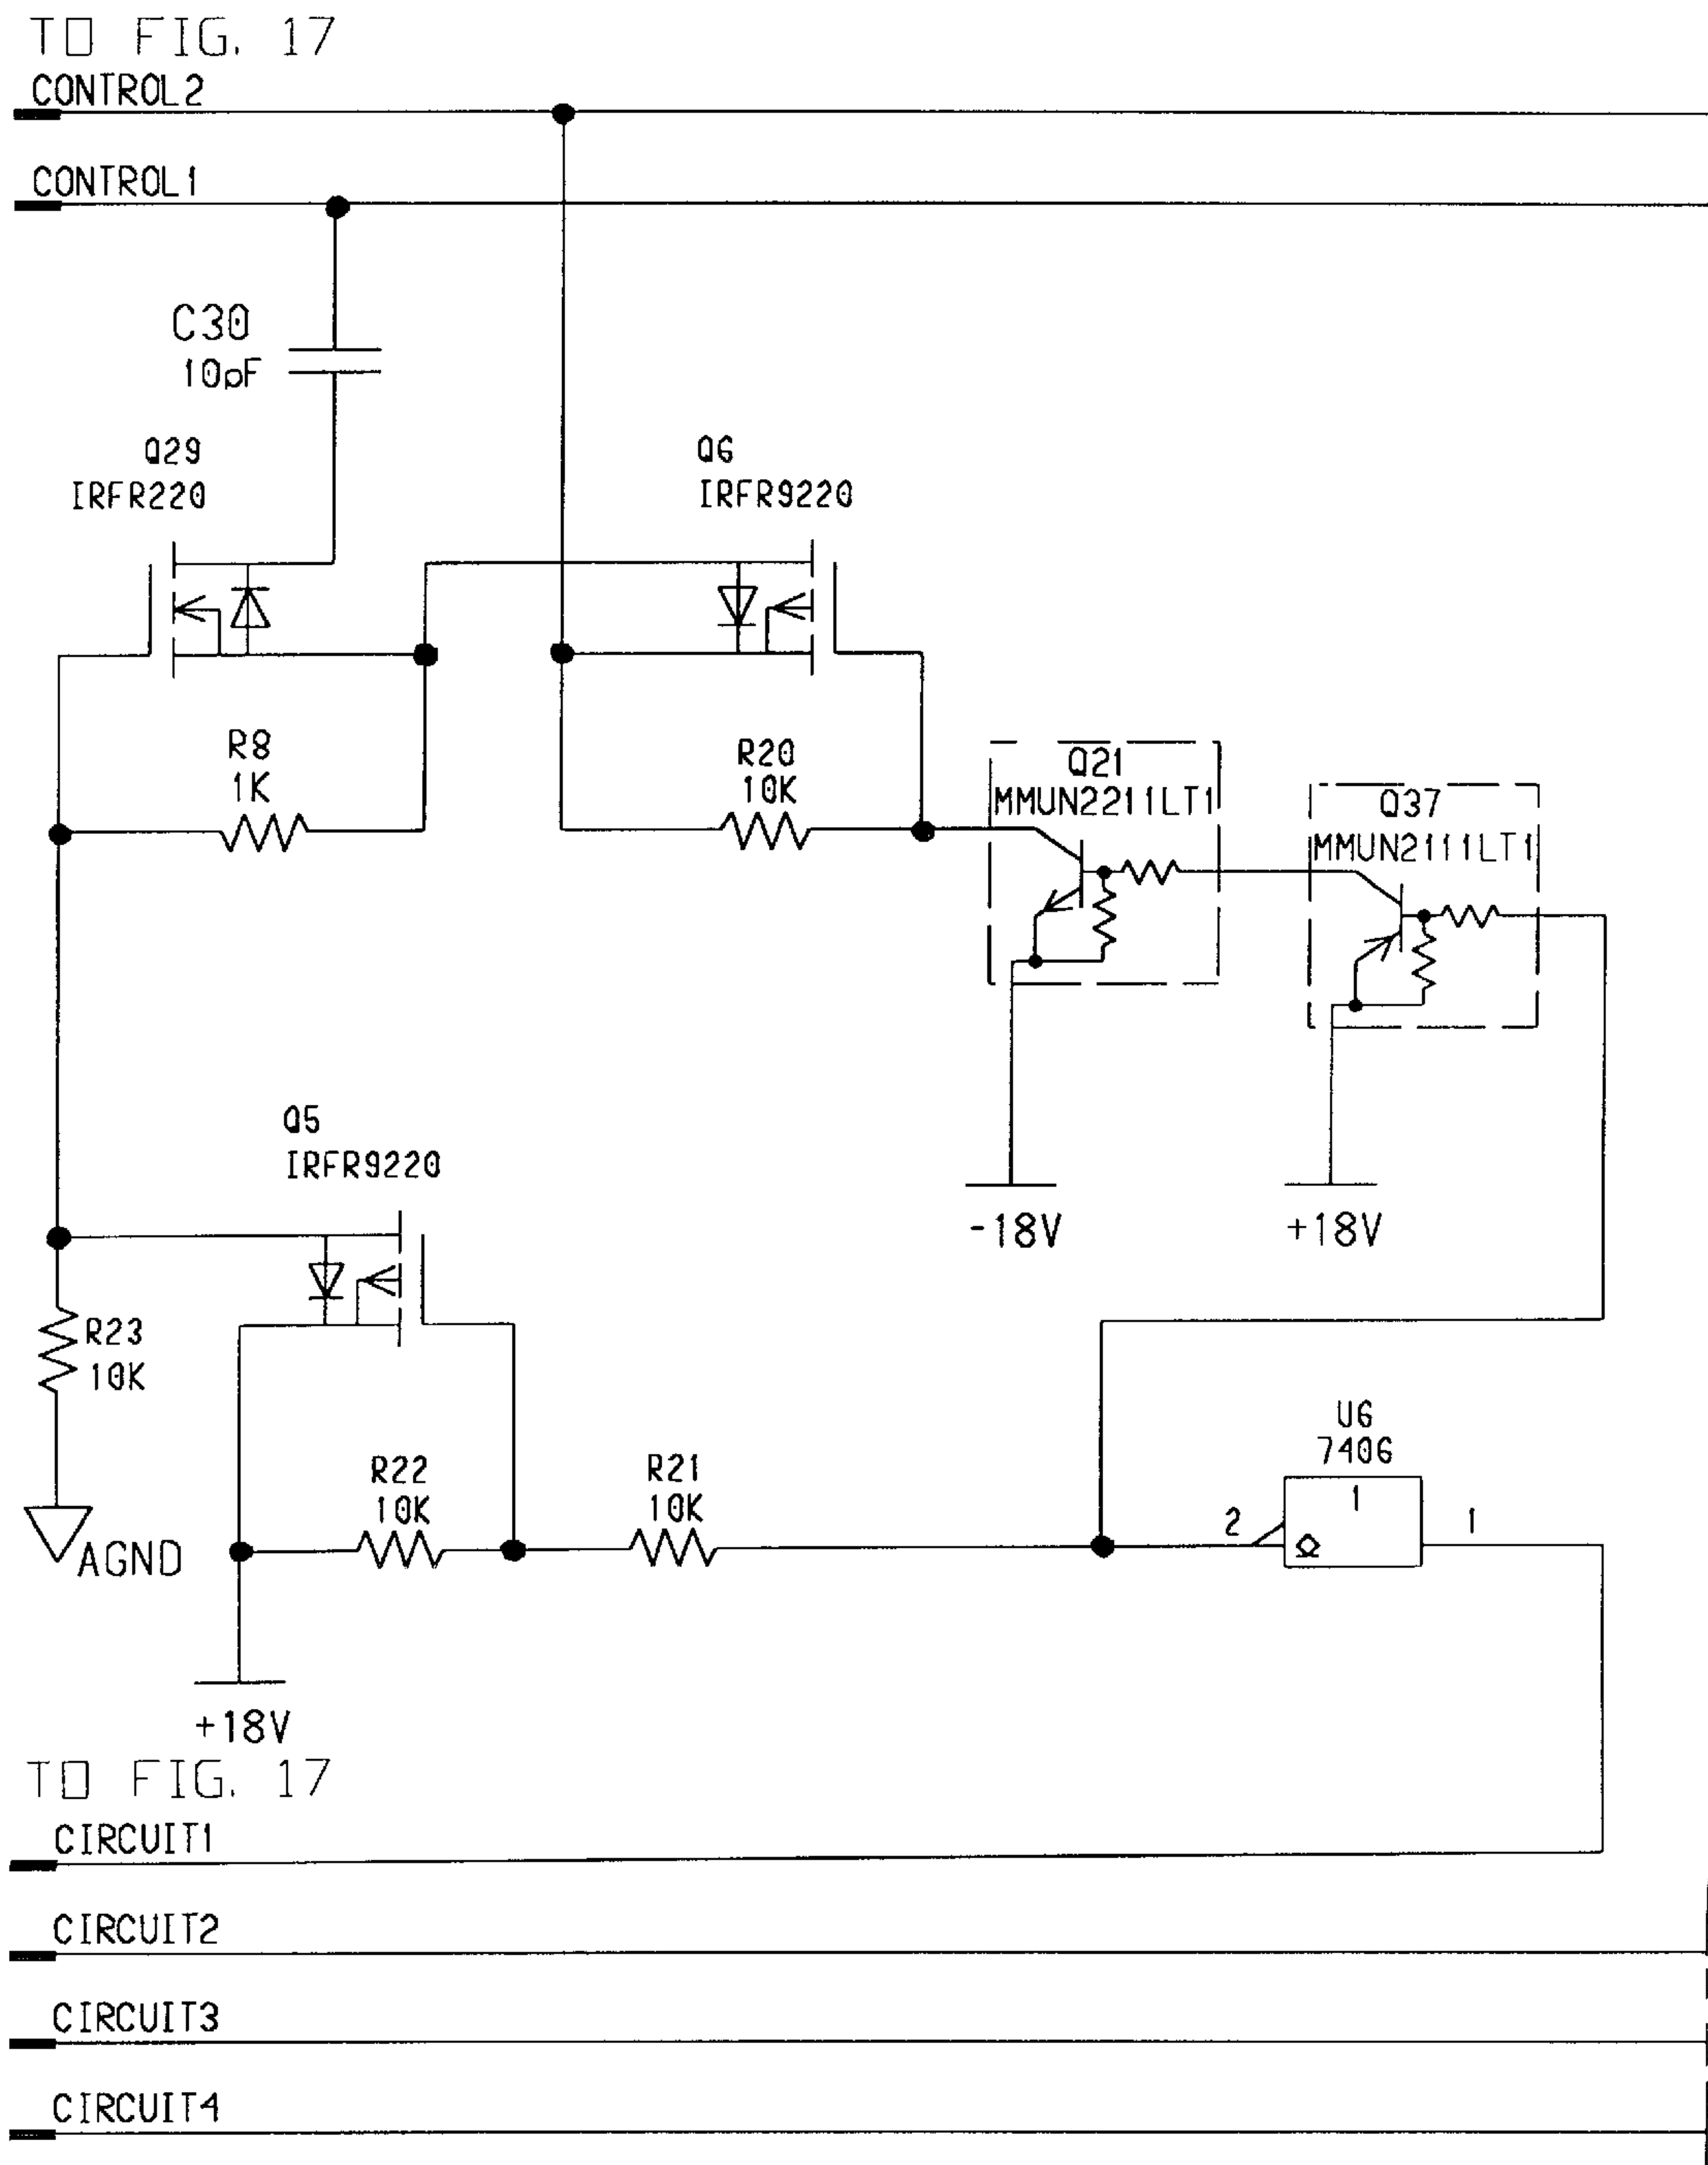 TO FIG. 17
CONTROL2
CONTROL1
C30
10pF
Q29
IRFR220
Q6
IRFR9220
R8
1K
R20
10K
Q21
MMUN2211LT1
Q37
MMUN2111LT1
Q5
IRFR9220
-18V
+18V
R23
10K
U6
7406
R22
10K
R21
10K
1
2
1
AGND
+18V
TO FIG. 17
CIRCUIT1
CIRCUIT2
CIRCUIT3
CIRCUIT4